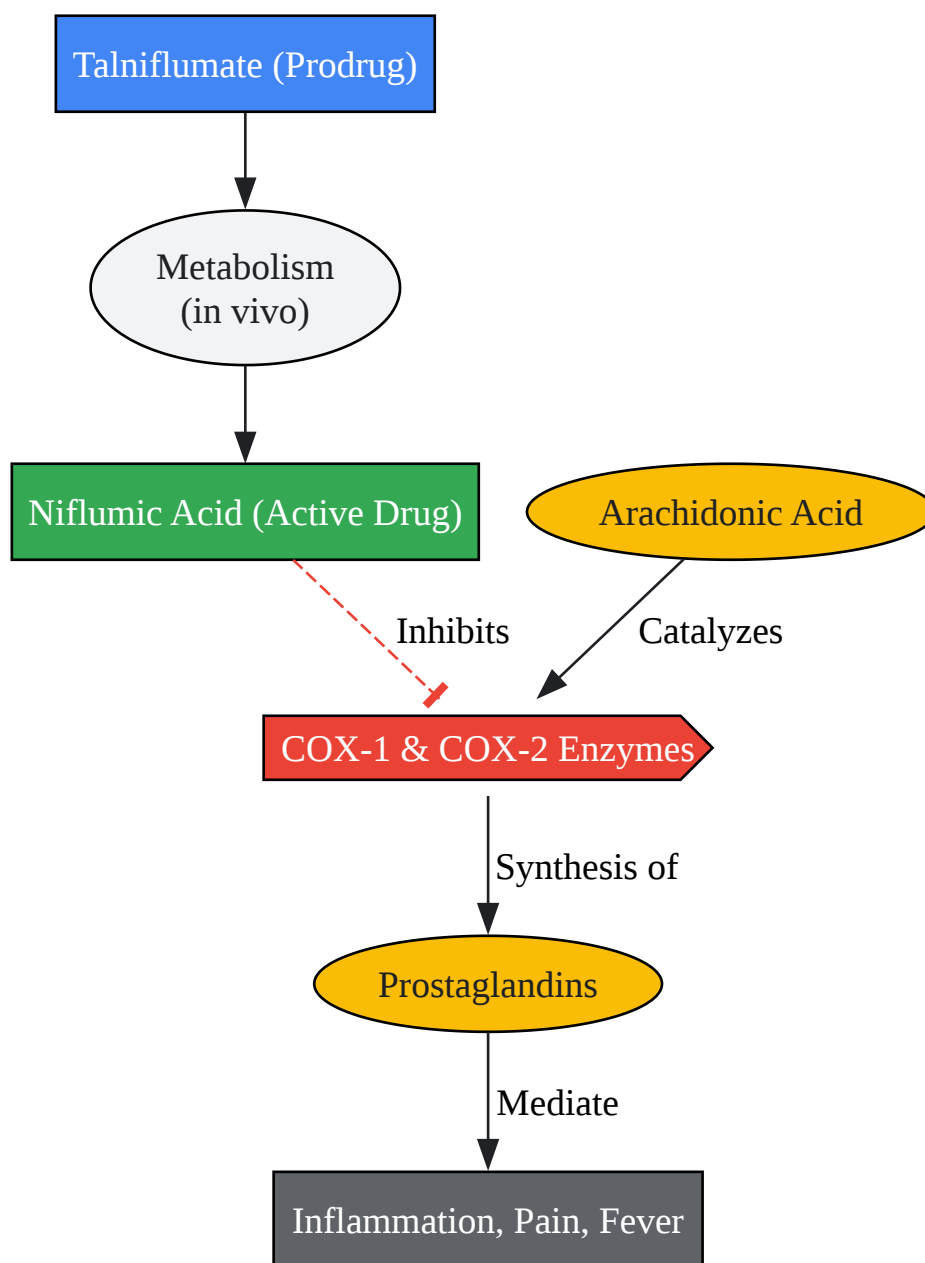 Talniflumate (Prodrug)
Metabolism
(in vivo)
Niflumic Acid (Active Drug)
Arachidonic Acid
Inhibits
Catalyzes
COX-1 & COX-2 Enzymes
Synthesis of
Prostaglandins
Mediate
Inflammation, Pain, Fever